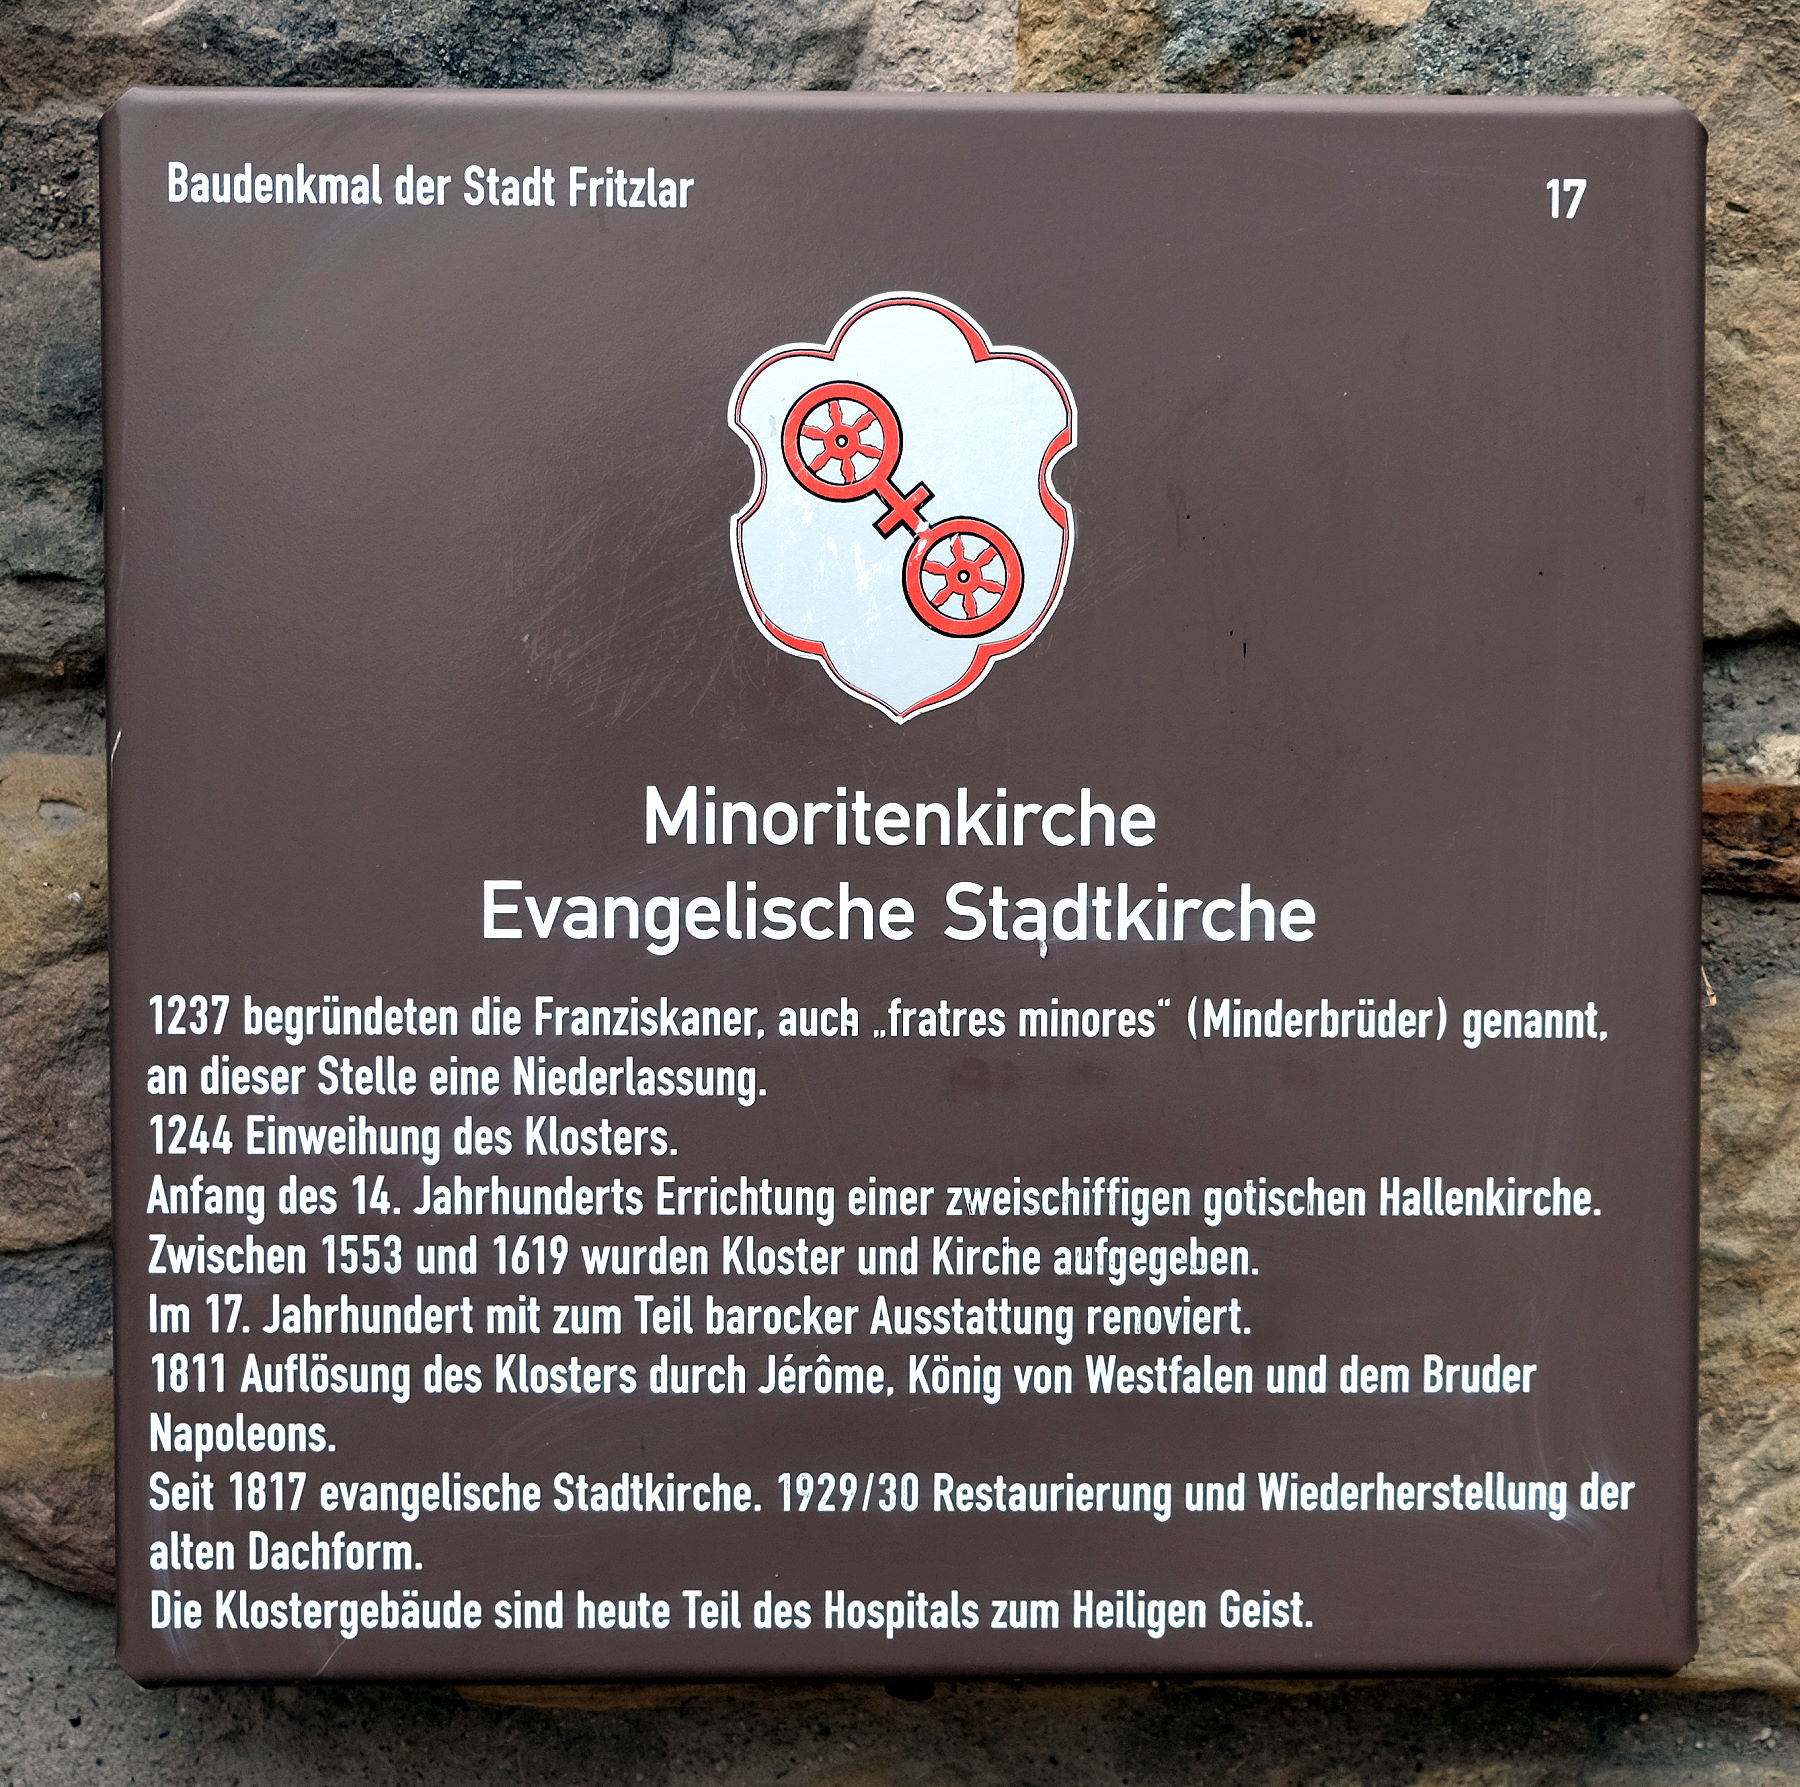 Baudenkmal der Stadt Fritzlar 17
Minoritenkirche
Evangelische Stadtkirche
1237 begründeten die Franziskaner, auch „fratres minores“ (Minderbrüder) genannt,
an dieser Stelle eine Niederlassung.
1244 Einweihung des Klosters.
Anfang des 14. Jahrhunderts Errichtung einer zweischiffigen gotischen Hallenkirche.
Zwischen 1553 und 1619 wurden Kloster und Kirche aufgegeben.
Im 17. Jahrhundert mit zum Teil barocker Ausstattung renoviert.
1811 Auflösung des Klosters durch Jérôme, König von Westfalen und dem Bruder
Napoleons.
Seit 1817 evangelische Stadtkirche. 1929/30 Restaurierung und Wiederherstellung der
alten Dachform.
Die Klostergebäude sind heute Teil des Hospitals zum Heiligen Geist.